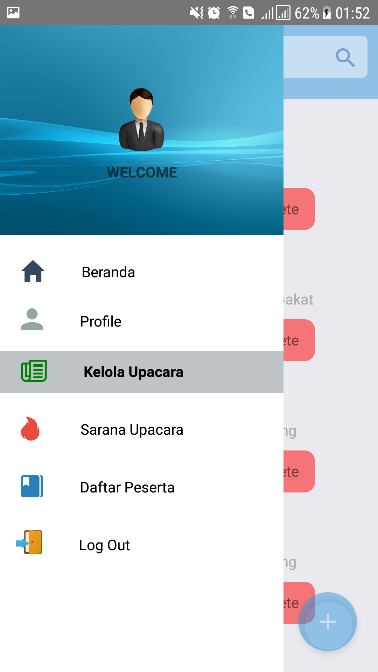 62% 01:52
WELCOME
ete
Beranda
Profile
pakat
ete
Kelola Upacara
Sarana Upacara
ng
ete
Daftar Peserta
Log Out
ng
ete